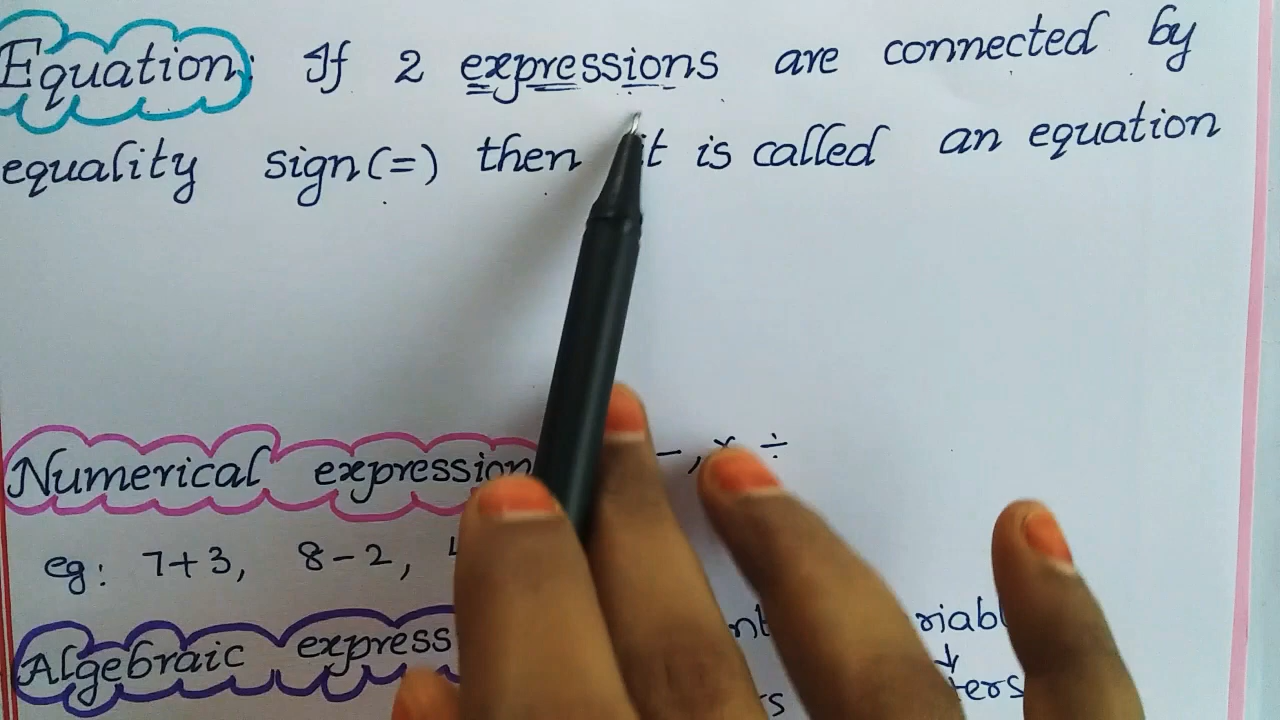 Equation: If 2 expressions are connected by
equality sign(=) then it is called an equation
Numerical expression -, x, ÷
eg: 7+3, 8-2,
Algebraic